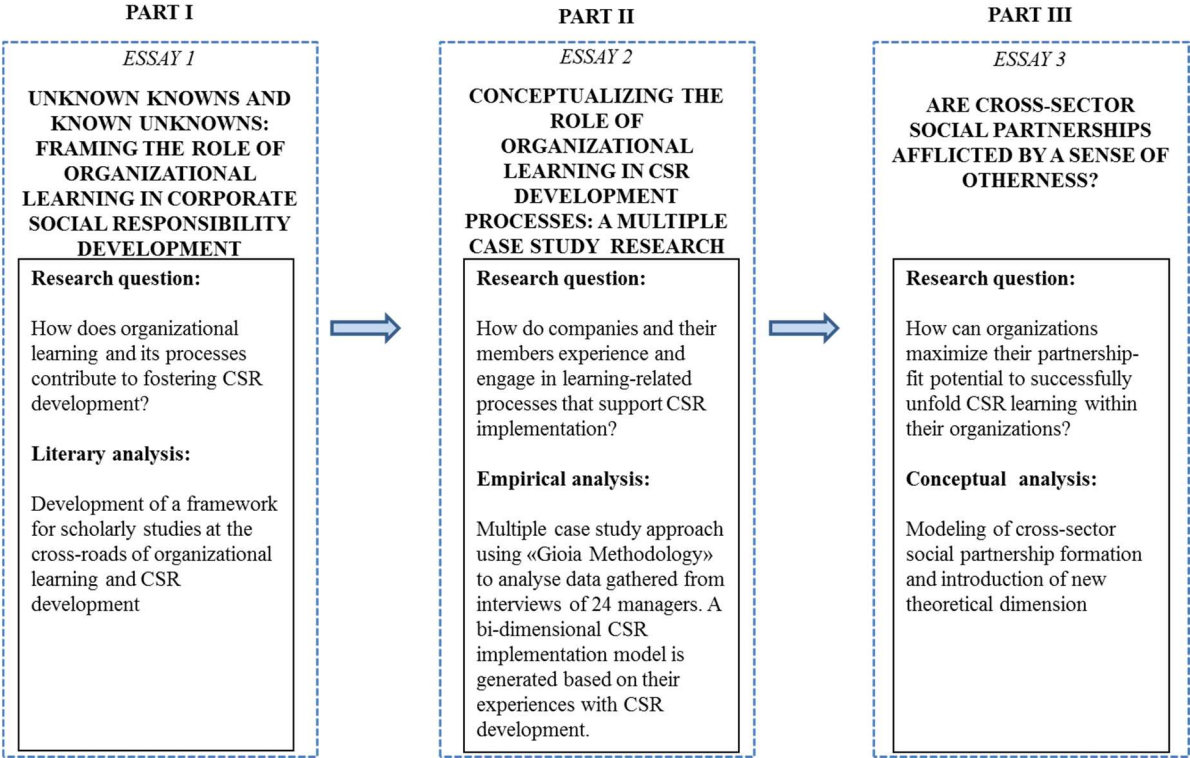 PART I
ESSAY 1
UNKNOWN KNOWNS AND
KNOWN UNKNOWNS:
FRAMING THE ROLE OF
ORGANIZATIONAL
LEARNING IN CORPORATE
SOCIAL RESPONSIBILITY
DEVELOPMENT
Research question:
How does organizational
learning and its processes
contribute to fostering CSR
development?
Literary analysis:
Development of a framework
for scholarly studies at the
cross-roads of organizational
learning and CSR
development
PART II
ESSAY 2
CONCEPTUALIZING THE
ROLE OF
ORGANIZATIONAL
LEARNING IN CSR
DEVELOPMENT
PROCESSES: A MULTIPLE
CASE STUDY RESEARCH
Research question:
How do companies and their
members experience and
engage in learning-related
processes that support CSR
implementation?
Empirical analysis:
Multiple case study approach
using «Gioia Methodology»
to analyse data gathered from
interviews of 24 managers. A
bi-dimensional CSR
implementation model is
generated based on their
experiences with CSR
development.
PART III
ESSAY 3
ARE CROSS-SECTOR
SOCIAL PARTNERSHIPS
AFFLICTED BY A SENSE OF
OTHERNESS?
Research question:
How can organizations
maximize their partnership-
fit potential to successfully
unfold CSR learning within
their organizations?
Conceptual analysis:
Modeling of cross-sector
social partnership formation
and introduction of new
theoretical dimension